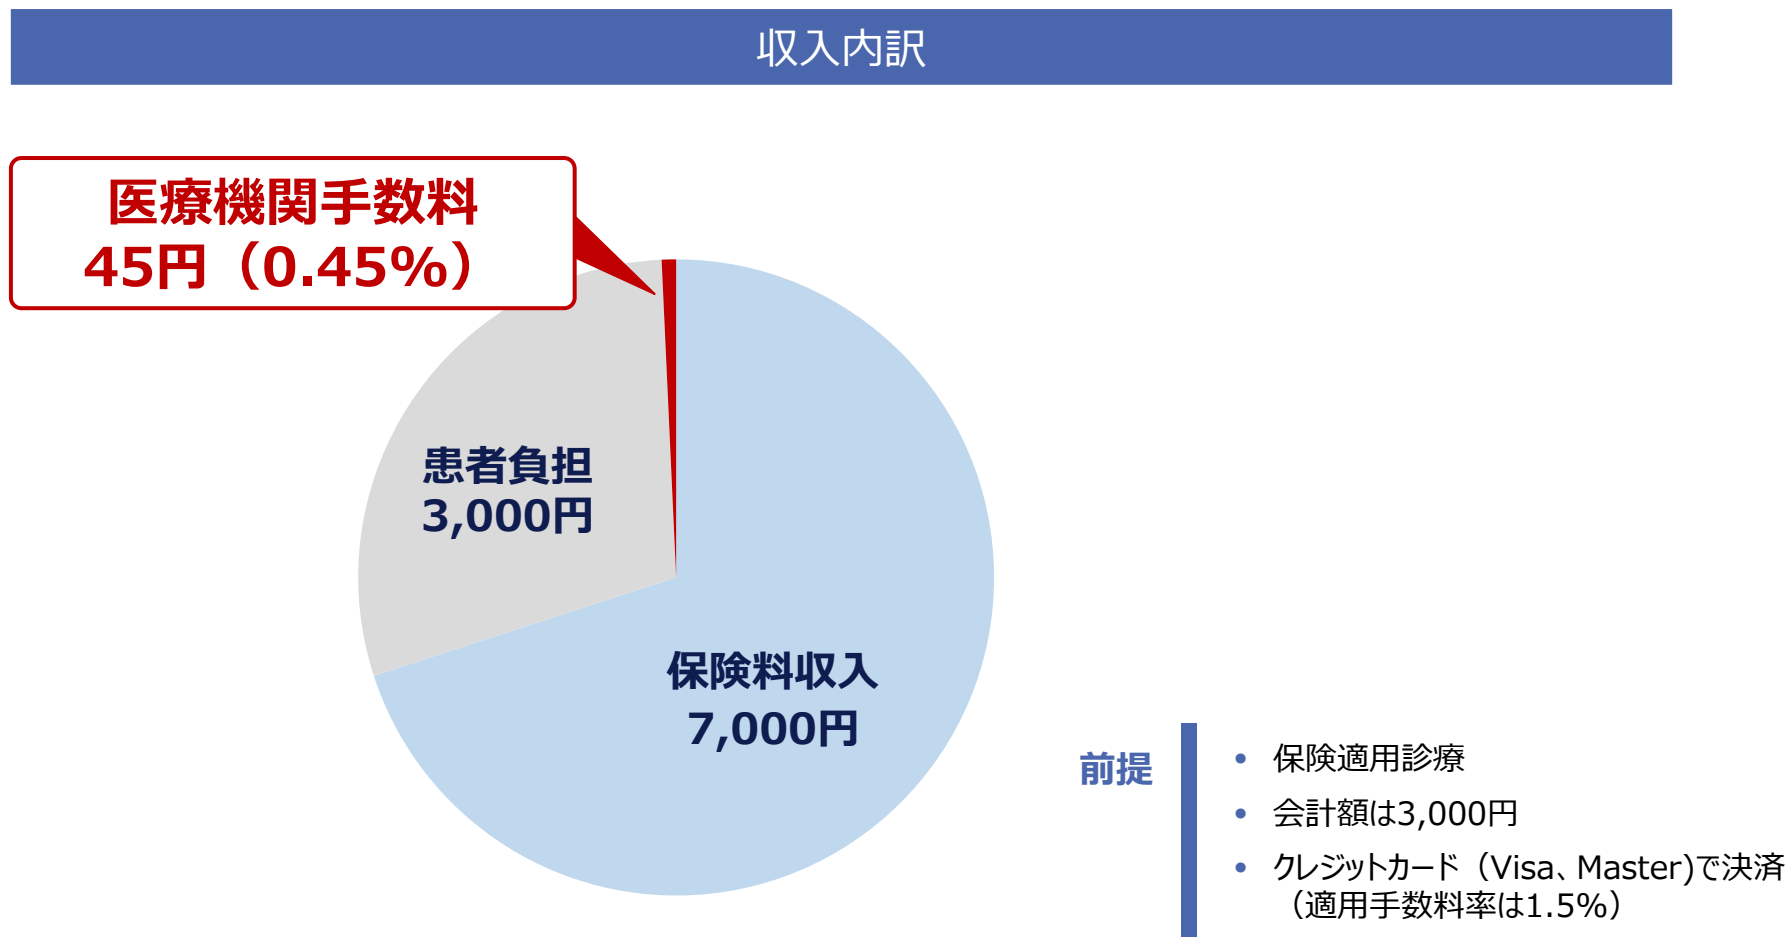 収入内訳
医療機関手数料
45円（0.45%）
患者負担
3,000円
保険料収入
7,000円
前提
• 保険適用診療
• 会計額は3,000円
• クレジットカード（Visa、Master)で決済
（適用手数料率は1.5%）